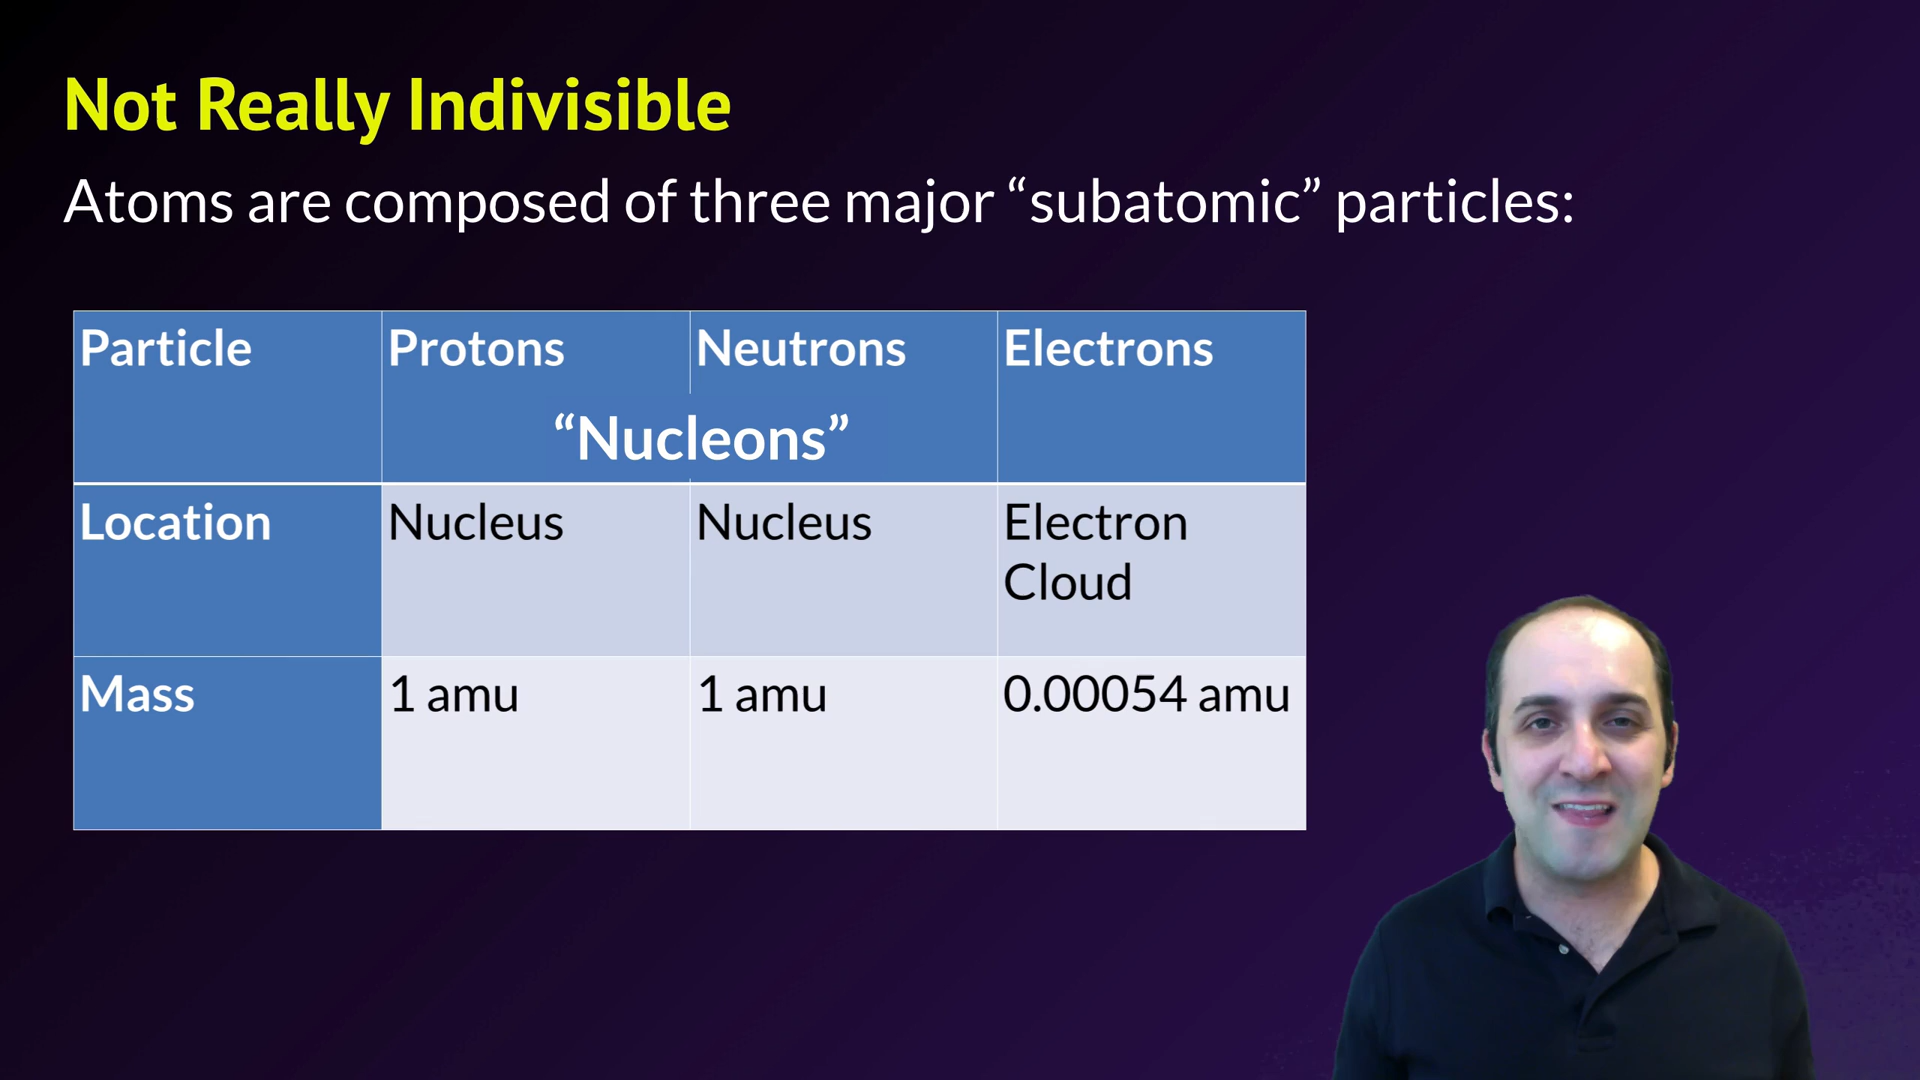 Not Really Indivisible
Atoms are composed of three major “subatomic” particles:
Particle Protons Neutrons Electrons
“Nucleons”
Location Nucleus Nucleus Electron
Cloud
Mass 1 amu 1 amu 0.00054 amu